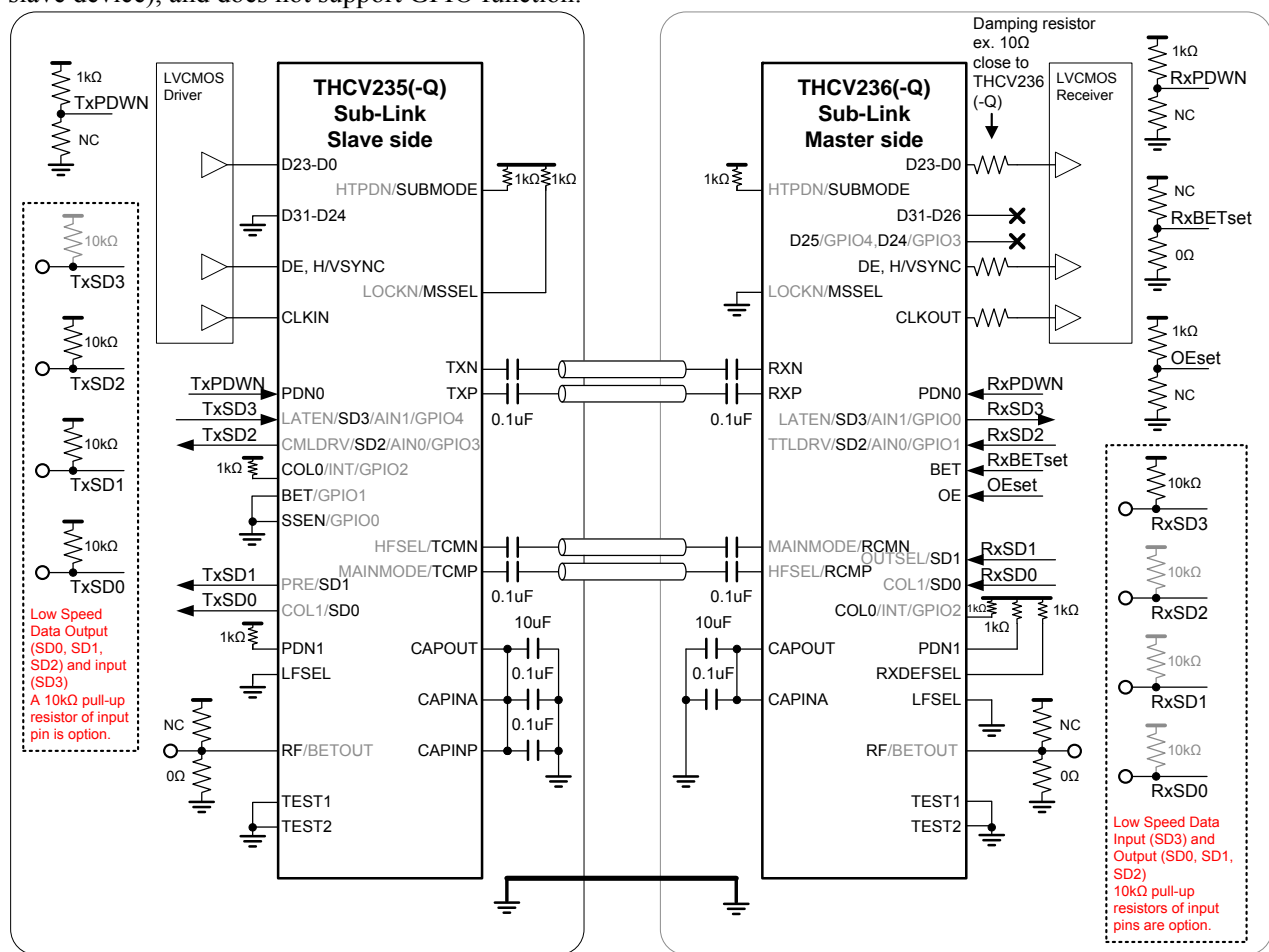 slave device), and does not support GPIO function.
1kΩ
TxPDWN
NC
LVCMOS
Driver
THCV235(-Q)
Sub-Link
Slave side
D23-D0
HTPDN/SUBMODE
1kΩ
1kΩ
D31-D24
DE, H/VSYNC
LOCKN/MSSEL
CLKIN
TXN
TXP
0.1uF
TxPDWN
PDN0
TxSD3
LATEN/SD3/AIN1/GPIO4
TxSD2
CMLDRV/SD2/AIN0/GPIO3
1kΩ
COL0/INT/GPIO2
BET/GPIO1
SSEN/GPIO0
HFSEL/TCMN
MAINMODE/TCMP
0.1uF
TxSD1
PRE/SD1
TxSD0
COL1/SD0
1kΩ
PDN1
LFSEL
CAPOUT
10uF
0.1uF
CAPINA
0.1uF
CAPINP
NC
RF/BETOUT
0Ω
TEST1
TEST2
10kΩ
TxSD3
10kΩ
TxSD2
10kΩ
TxSD1
10kΩ
TxSD0
Low Speed
Data Output
(SD0, SD1,
SD2) and input
(SD3)
A 10kΩ pull-up
resistor of input
pin is option.
THCV236(-Q)
Sub-Link
Master side
Damping resistor
ex. 10Ω
close to
THCV236
(-Q)
LVCMOS
Receiver
D23-D0
1kΩ
HTPDN/SUBMODE
D31-D26
D25/GPIO4,D24/GPIO3
DE, H/VSYNC
LOCKN/MSSEL
CLKOUT
RXN
RXP
0.1uF
PDN0
RxPDWN
LATEN/SD3/AIN1/GPIO0
RxSD3
TTLDRV/SD2/AIN0/GPIO1
RxSD2
BET
RxBETset
OE
OEset
MAINMODE/RCMN
OUTSEL/SD1
RxSD1
HFSEL/RCMP
0.1uF
COL1/SD0
RxSD0
COL0/INT/GPIO2
1kΩ
1kΩ
1kΩ
PDN1
RXDEFSEL
LFSEL
10uF
CAPOUT
0.1uF
CAPINA
RF/BETOUT
NC
0Ω
TEST1
TEST2
1kΩ
RxPDWN
NC
NC
RxBETset
0Ω
1kΩ
OEset
NC
10kΩ
RxSD3
10kΩ
RxSD2
10kΩ
RxSD1
10kΩ
RxSD0
Low Speed Data
Input (SD3) and
Output (SD0, SD1,
SD2)
10kΩ pull-up
resistors of input
pins are option.